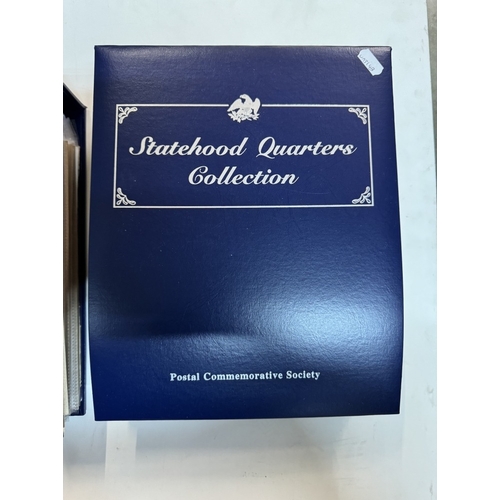 Statehood Quarters
Collection
Postal Commemorative Society